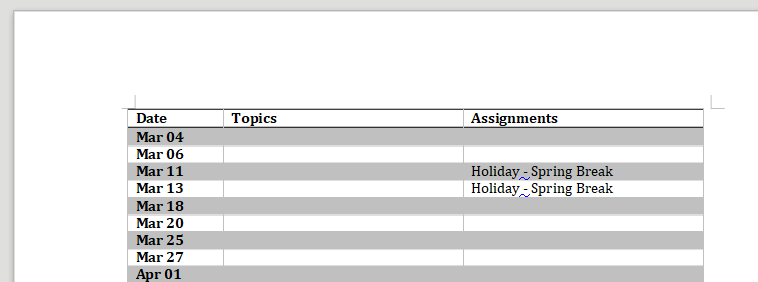 Date Topics Assignments
Mar 04
Mar 06
Mar 11 Holiday - Spring Break
Mar 13 Holiday - Spring Break
Mar 18
Mar 20
Mar 25
Mar 27
Apr 01